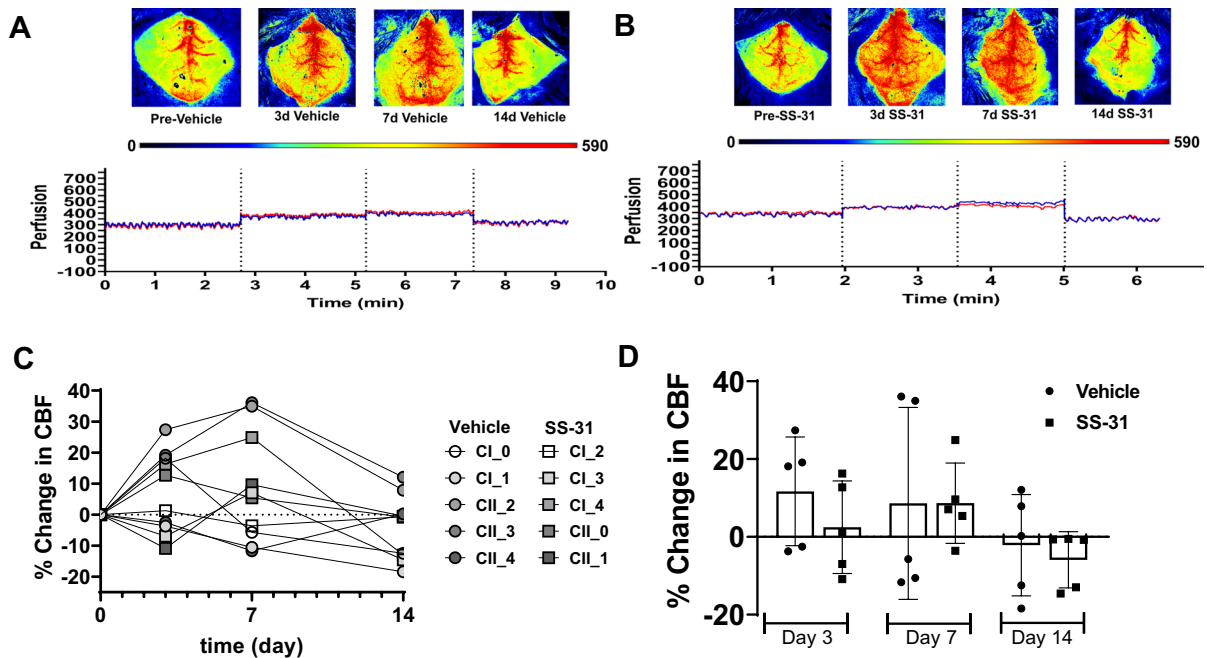 A
Pre-Vehicle
3d Vehicle
7d Vehicle
14d Vehicle
0
590
Perfusion
700
600
500
400
300
200
100
0
-100
0 1 2 3 4 5 6 7 8 9 10
Time (min)
B
Pre-SS-31
3d SS-31
7d SS-31
14d SS-31
0
590
Perfusion
700
600
500
400
300
200
100
0
-100
0 1 2 3 4 5 6
Time (min)
C
% Change in CBF
40
30
20
10
0
-10
-20
0 7 14
time (day)
Vehicle SS-31
CI_0 CI_2
CI_1 CI_3
CII_2 CI_4
CII_3 CII_0
CII_4 CII_1
D
% Change in CBF
40
20
0
-20
Vehicle
SS-31
Day 3 Day 7 Day 14